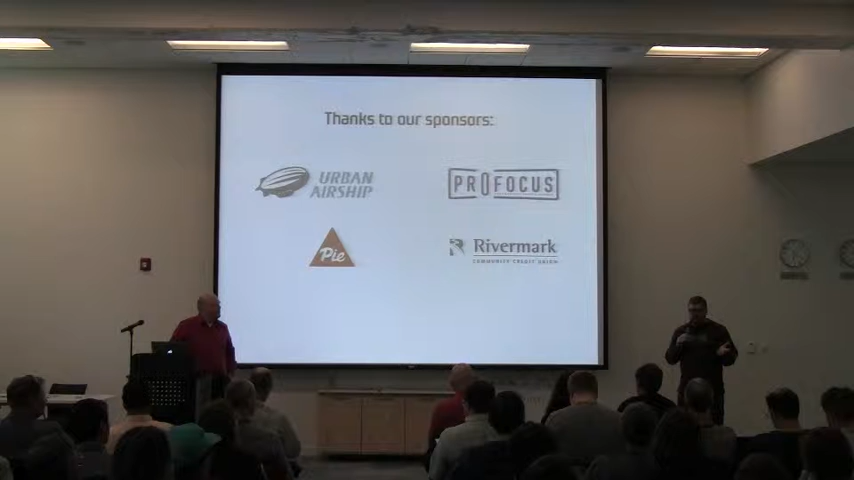 Thanks to our sponsors:
URBAN
AIRSHIP
PROFOCUS
Pie
Rivermark
COMMUNITY CREDIT UNION